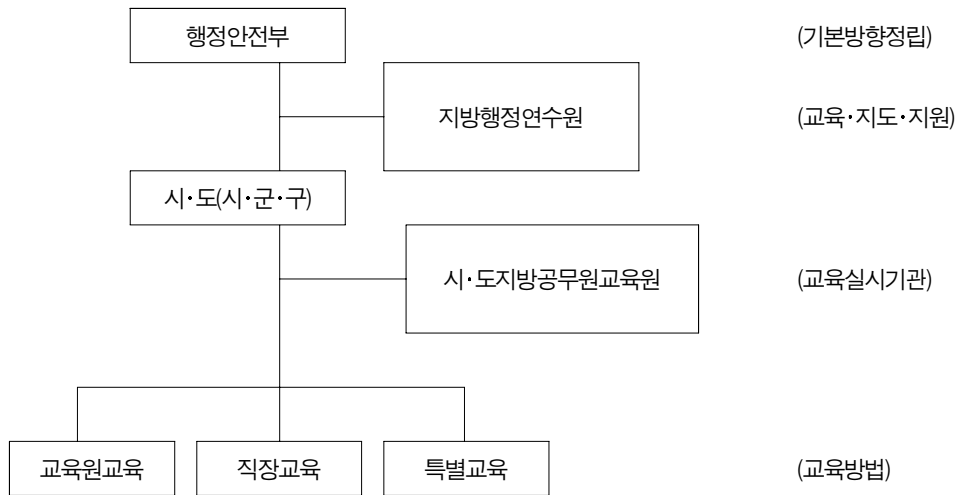 행정안전부 (기본방향정립)
지방행정연수원 (교육·지도·지원)
시·도(시·군·구)
시·도지방공무원교육원 (교육실시기관)
교육원교육 직장교육 특별교육 (교육방법)